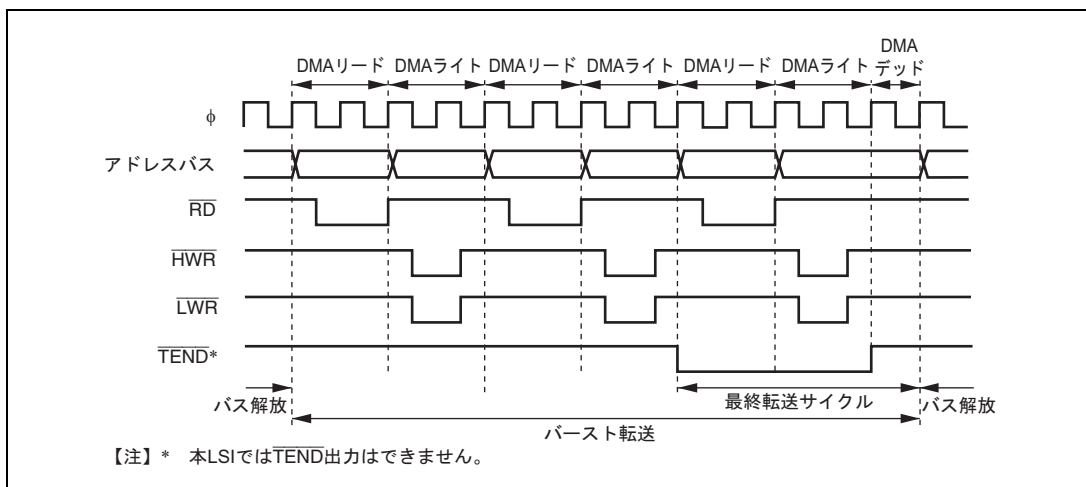 DMA
DMAリード DMAライト DMAリード DMAライト DMAリード DMAライト デッド
φ
アドレスバス
RD
HWR
LWR
TEND*
バス解放 最終転送サイクル バス解放
バースト転送
【注】* 本LSIではTEND出力はできません。